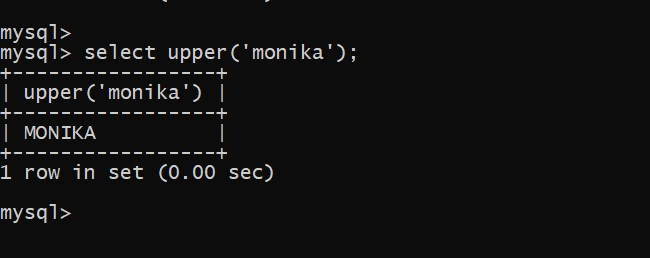 mysql>
mysql> select upper('monika');
+-----------------+
| upper('monika') |
+-----------------+
| MONIKA          |
+-----------------+
1 row in set (0.00 sec)
mysql>